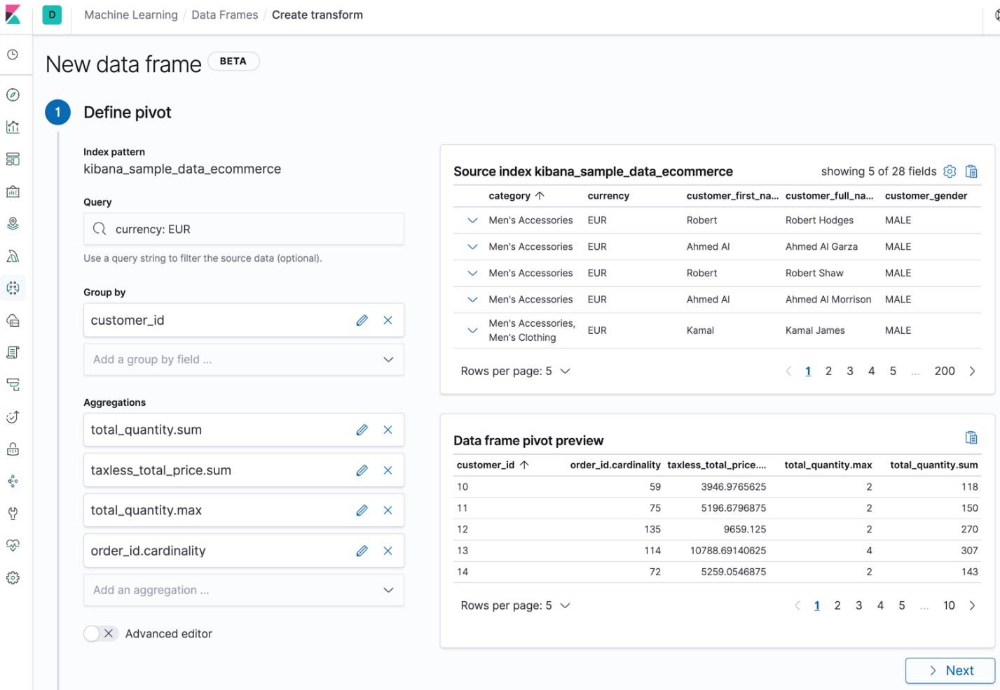 D Machine Learning / Data Frames / Create transform
New data frame BETA
1 Define pivot
Index pattern
kibana_sample_data_ecommerce
Query
currency: EUR
Use a query string to filter the source data (optional).
Group by
customer_id
Add a group by field ...
Aggregations
total_quantity.sum
taxless_total_price.sum
total_quantity.max
order_id.cardinality
Add an aggregation ...
Advanced editor
Source index kibana_sample_data_ecommerce showing 5 of 28 fields
category currency customer_first_na... customer_full_na... customer_gender
Men's Accessories EUR Robert Robert Hodges MALE
Men's Accessories EUR Ahmed Al Ahmed Al Garza MALE
Men's Accessories EUR Robert Robert Shaw MALE
Men's Accessories EUR Ahmed Al Ahmed Al Morrison MALE
Men's Accessories,
Men's Clothing EUR Kamal Kamal James MALE
Rows per page: 5 1 2 3 4 5 ... 200
Data frame pivot preview
customer_id order_id.cardinality taxless_total_price.... total_quantity.max total_quantity.sum
10 59 3946.9765625 2 118
11 75 5196.6796875 2 150
12 135 9659.125 2 270
13 114 10788.69140625 4 307
14 72 5259.0546875 2 143
Rows per page: 5 1 2 3 4 5 ... 10
Next